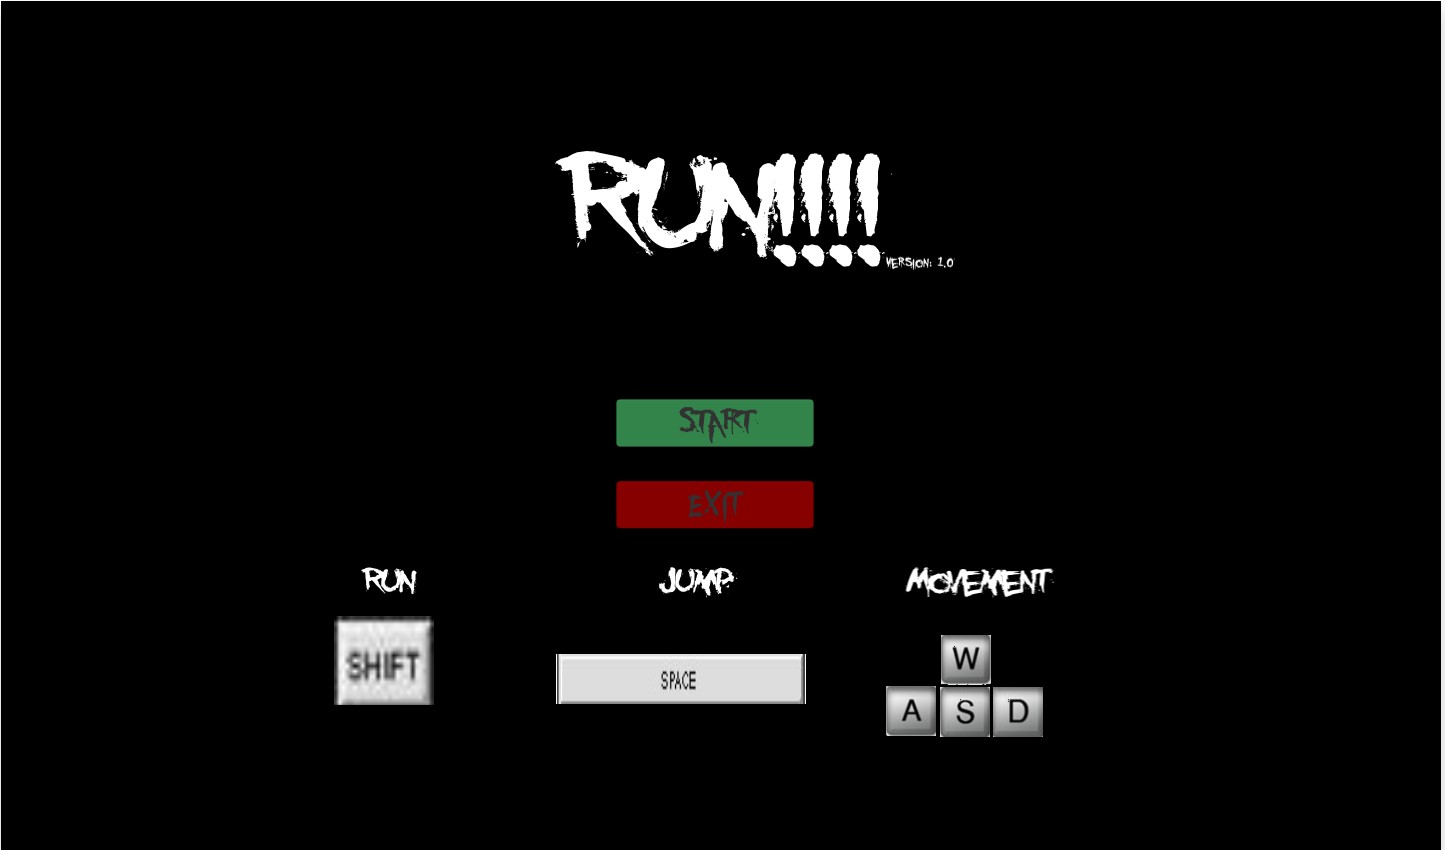 RUN!!!!
VERSION: 1.0
START
EXIT
RUN JUMP MOVEMENT
SHIFT SPACE W
A S D